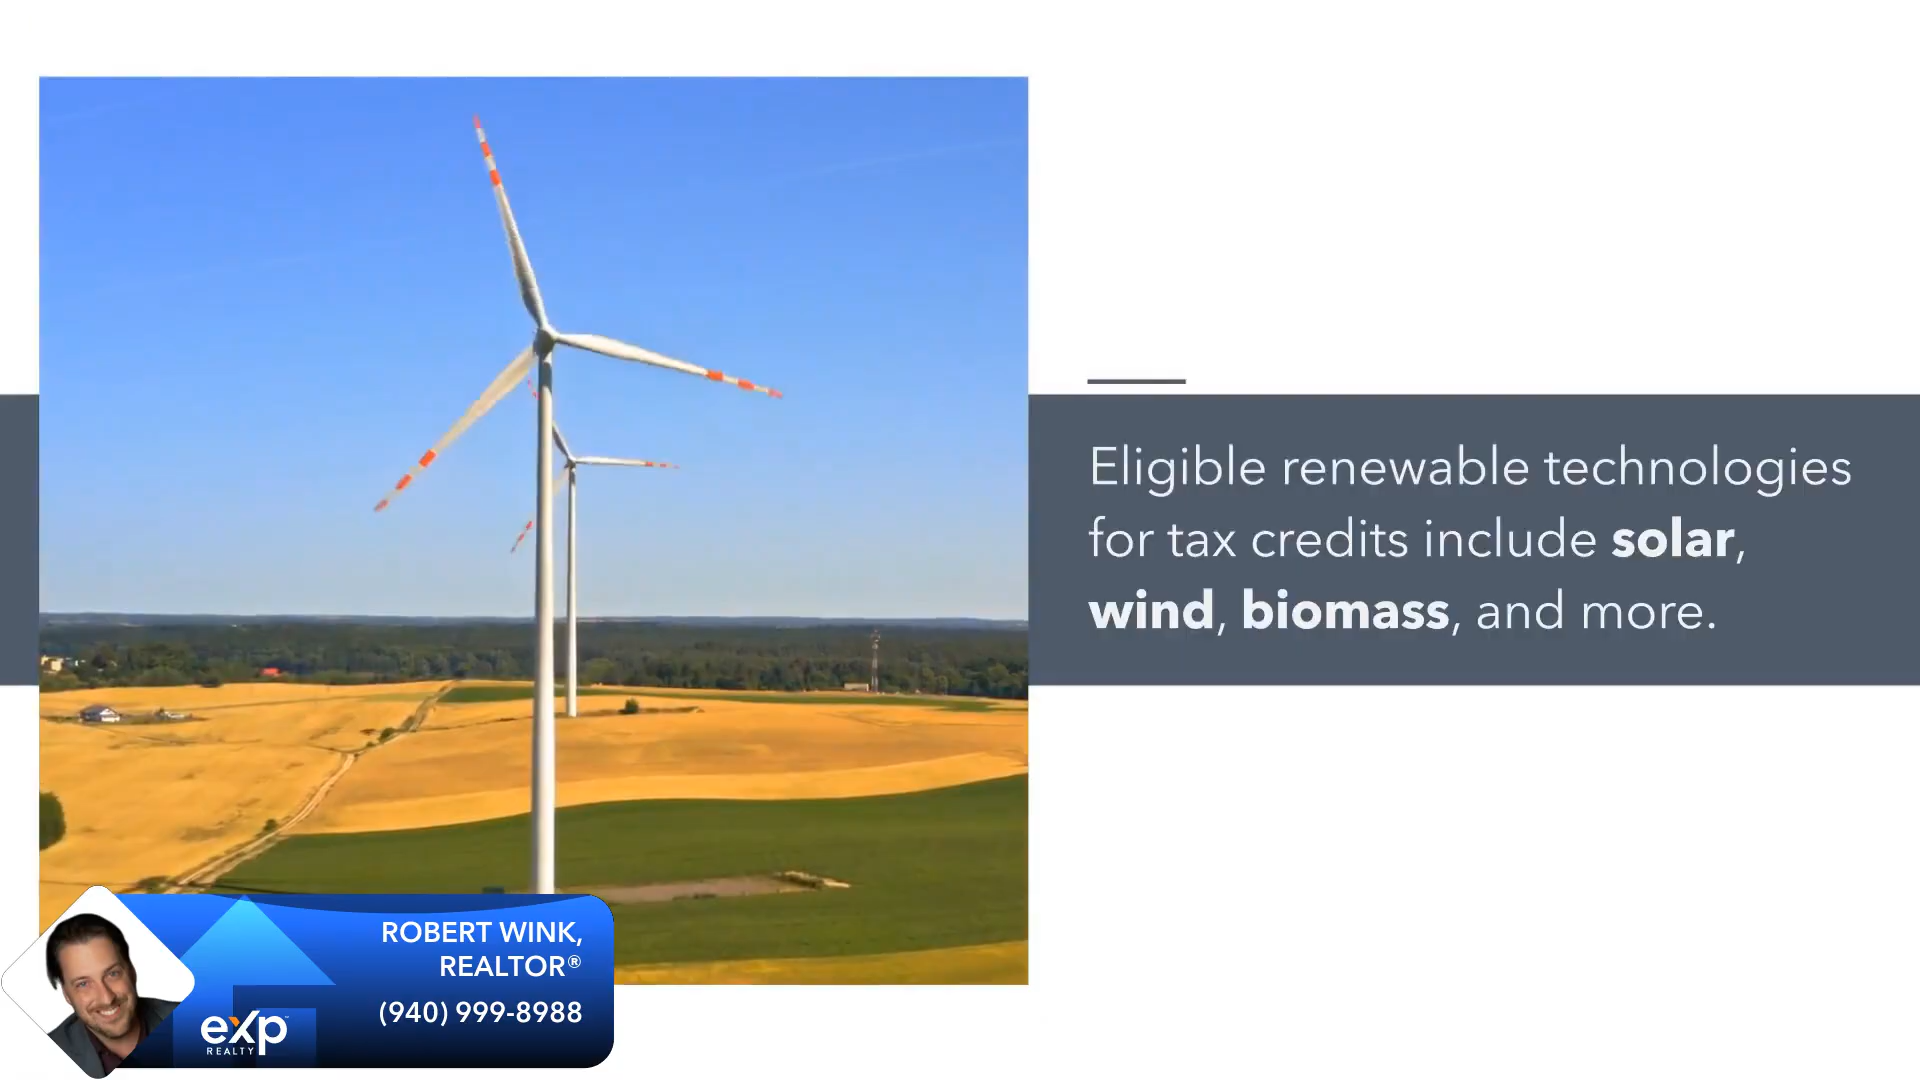 Eligible renewable technologies
for tax credits include solar,
wind, biomass, and more.
ROBERT WINK,
REALTOR®
(940) 999-8988
exp
REALTY